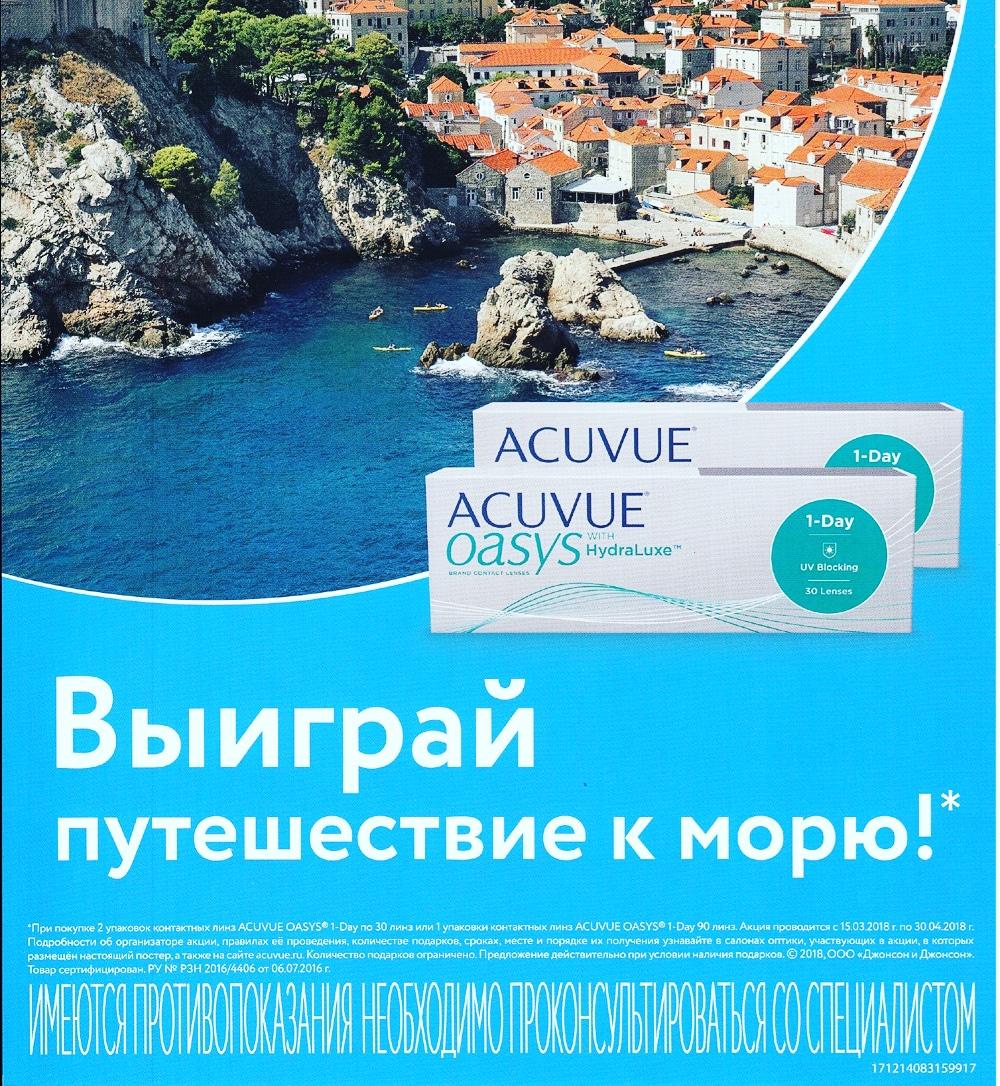 ACUVUE®
1-Day
ACUVUE®
oasys WITH HydraLuxe™
BRAND CONTACT LENSES
1-Day
UV Blocking
30 Lenses
Выиграй
путешествие к морю!*
*При покупке 2 упаковок контактных линз ACUVUE OASYS® 1-Day по 30 линз или 1 упаковки контактных линз ACUVUE OASYS® 1-Day 90 линз. Акция проводится с 15.03.2018 г. по 30.04.2018 г.
Подробности об организаторе акции, правилах её проведения, количестве подарков, сроках, месте и порядке их получения узнавайте в салонах оптики, участвующих в акции, в которых
размещён настоящий постер, а также на сайте acuvue.ru. Количество подарков ограничено. Предложение действительно при условии наличия подарков. © 2018, ООО «Джонсон и Джонсон».
Товар сертифицирован. РУ № РЗН 2016/4406 от 06.07.2016 г.
ИМЕЮТСЯ ПРОТИВОПОКАЗАНИЯ НЕОБХОДИМО ПРОКОНСУЛЬТИРОВАТЬСЯ СО СПЕЦИАЛИСТОМ
171214083159917